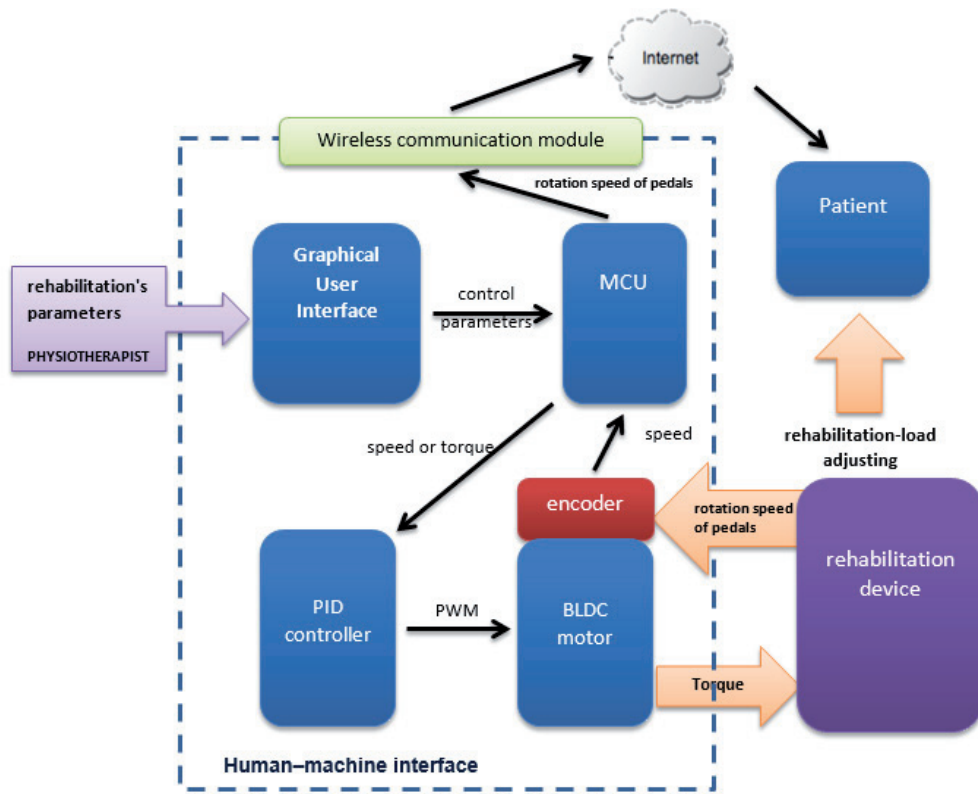 Internet
Wireless communication module
rotation speed of pedals
Patient
Graphical
User
Interface
MCU
rehabilitation's
parameters
PHYSIOTHERAPIST
control
parameters
speed or torque
speed
rehabilitation-load
adjusting
encoder
rotation speed
of pedals
rehabilitation
device
PID
controller
PWM
BLDC
motor
Torque
Human–machine interface